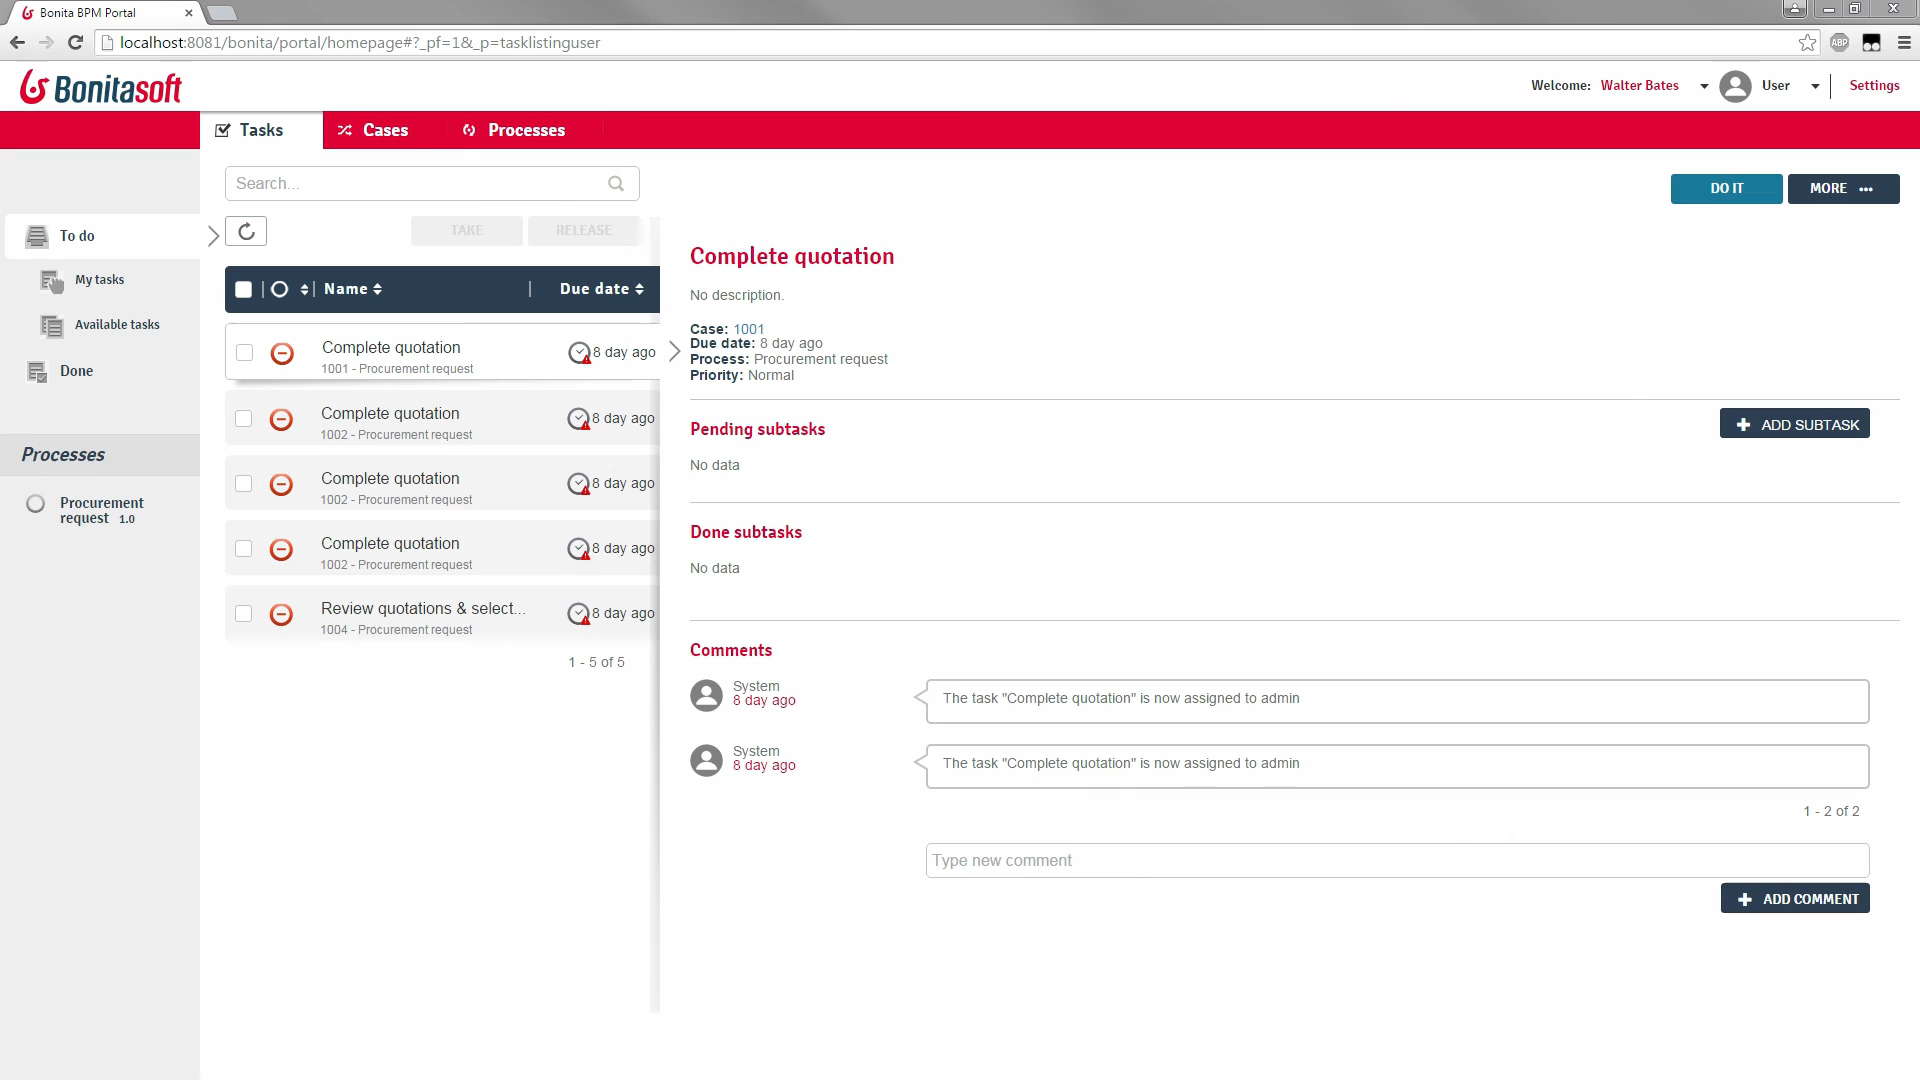 Bonita BPM Portal
localhost:8081/bonita/portal/homepage#?_pf=1&_p=tasklistinguser
ABP
Bonitasoft
Welcome: Walter Bates
User
Settings
Tasks
Cases
Processes
Search...
DO IT
MORE •••
To do
My tasks
Available tasks
Done
Processes
Procurement
request 1.0
TAKE
RELEASE
Name
Due date
Complete quotation
1001 - Procurement request
8 day ago
Complete quotation
1002 - Procurement request
8 day ago
Complete quotation
1002 - Procurement request
8 day ago
Complete quotation
1002 - Procurement request
8 day ago
Review quotations & select...
1004 - Procurement request
8 day ago
1 - 5 of 5
Complete quotation
No description.
Case: 1001
Due date: 8 day ago
Process: Procurement request
Priority: Normal
Pending subtasks
ADD SUBTASK
No data
Done subtasks
No data
Comments
System
8 day ago
The task "Complete quotation" is now assigned to admin
System
8 day ago
The task "Complete quotation" is now assigned to admin
1 - 2 of 2
Type new comment
ADD COMMENT